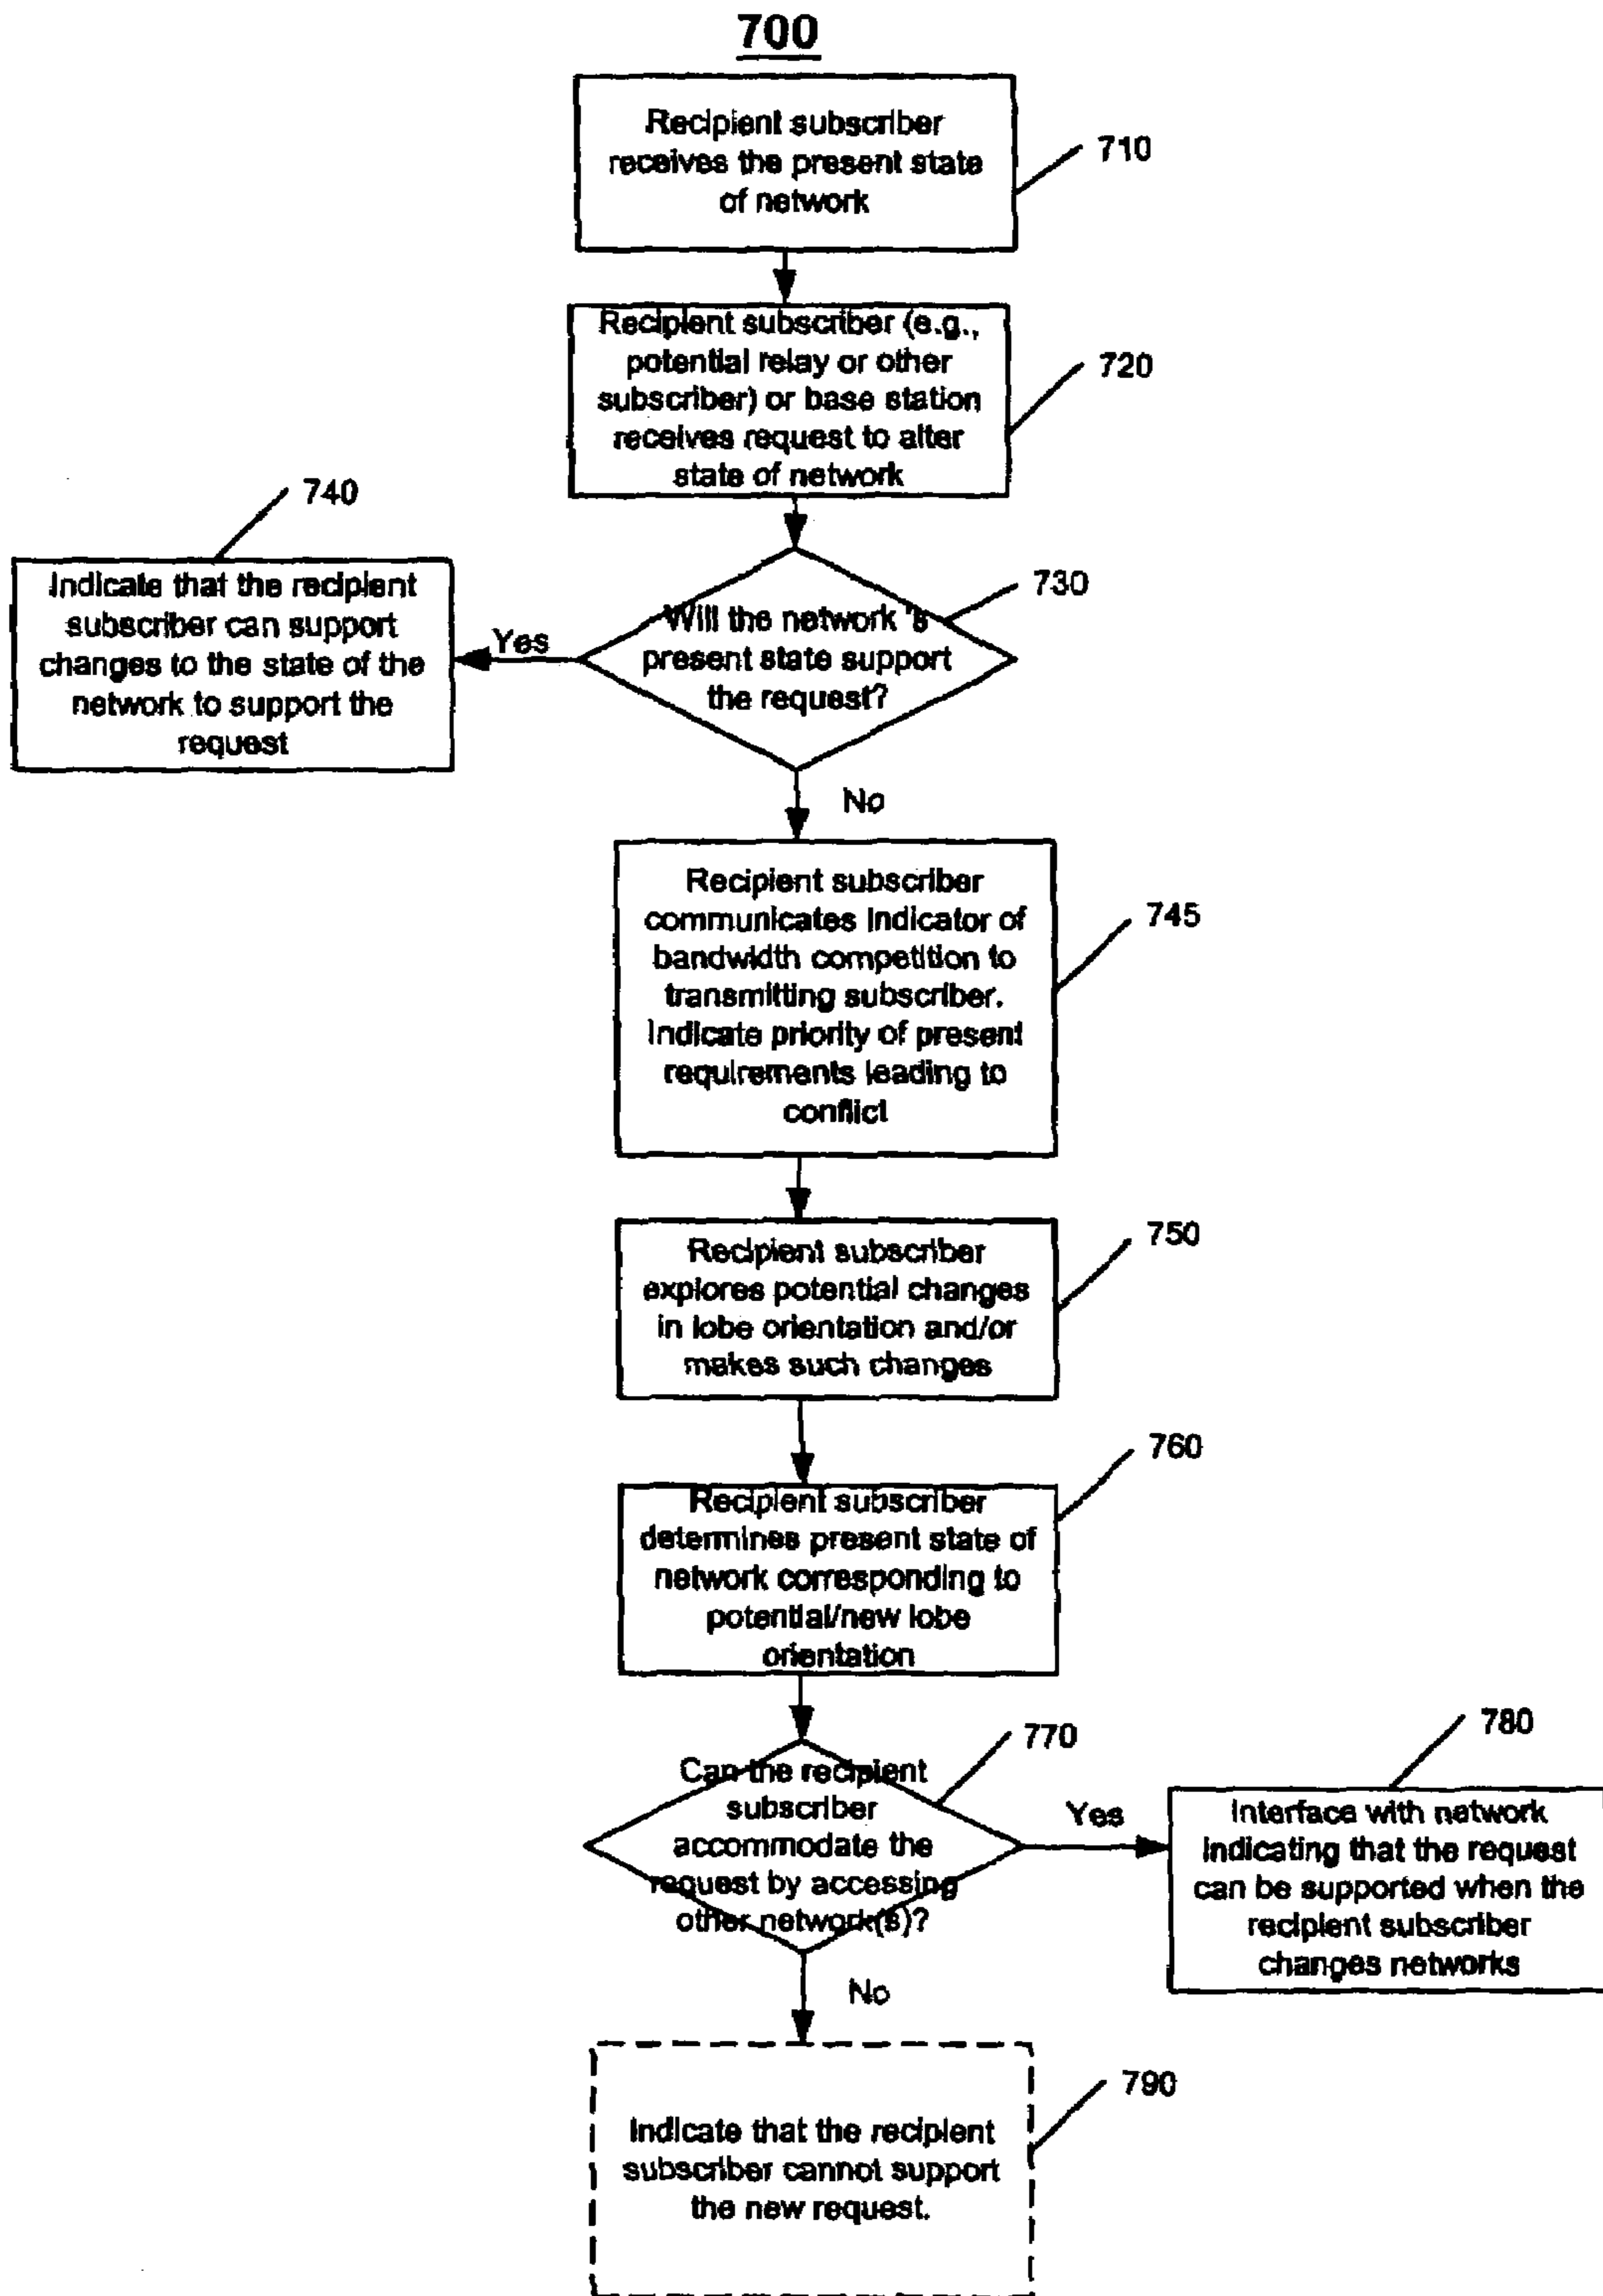 700
Recipient subscriber
receives the present state
of network
710
Recipient subscriber (e.g.,
potential relay or other
subscriber) or base station
receives request to alter
state of network
720
740
Indicate that the recipient
subscriber can support
changes to the state of the
network to support the
request
Yes
730
Will the network 's
present state support
the request?
No
Recipient subscriber
communicates indicator of
bandwidth competition to
transmitting subscriber.
Indicate priority of present
requirements leading to
conflict
745
Recipient subscriber
explores potential changes
in lobe orientation and/or
makes such changes
750
Recipient subscriber
determines present state of
network corresponding to
potential/new lobe
orientation
760
Can the recipient
subscriber
accommodate the
request by accessing
other network(s)?
770
Yes
780
Interface with network
indicating that the request
can be supported when the
recipient subscriber
changes networks
No
Indicate that the recipient
subscriber cannot support
the new request.
790